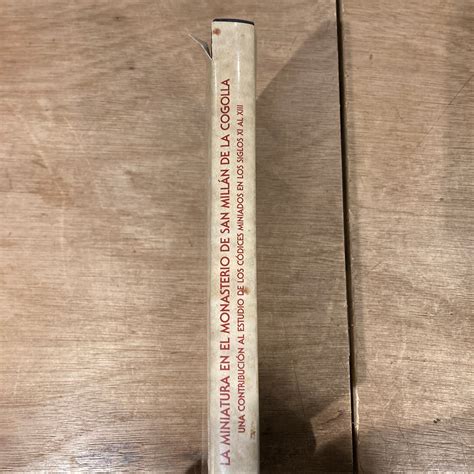 LA MINIATURA EN EL MONASTERIO DE SAN MILLÁN DE LA COGOLLA
UNA CONTRIBUCIÓN AL ESTUDIO DE LOS CÓDICES MINIADOS EN LOS SIGLOS XI AL XIII